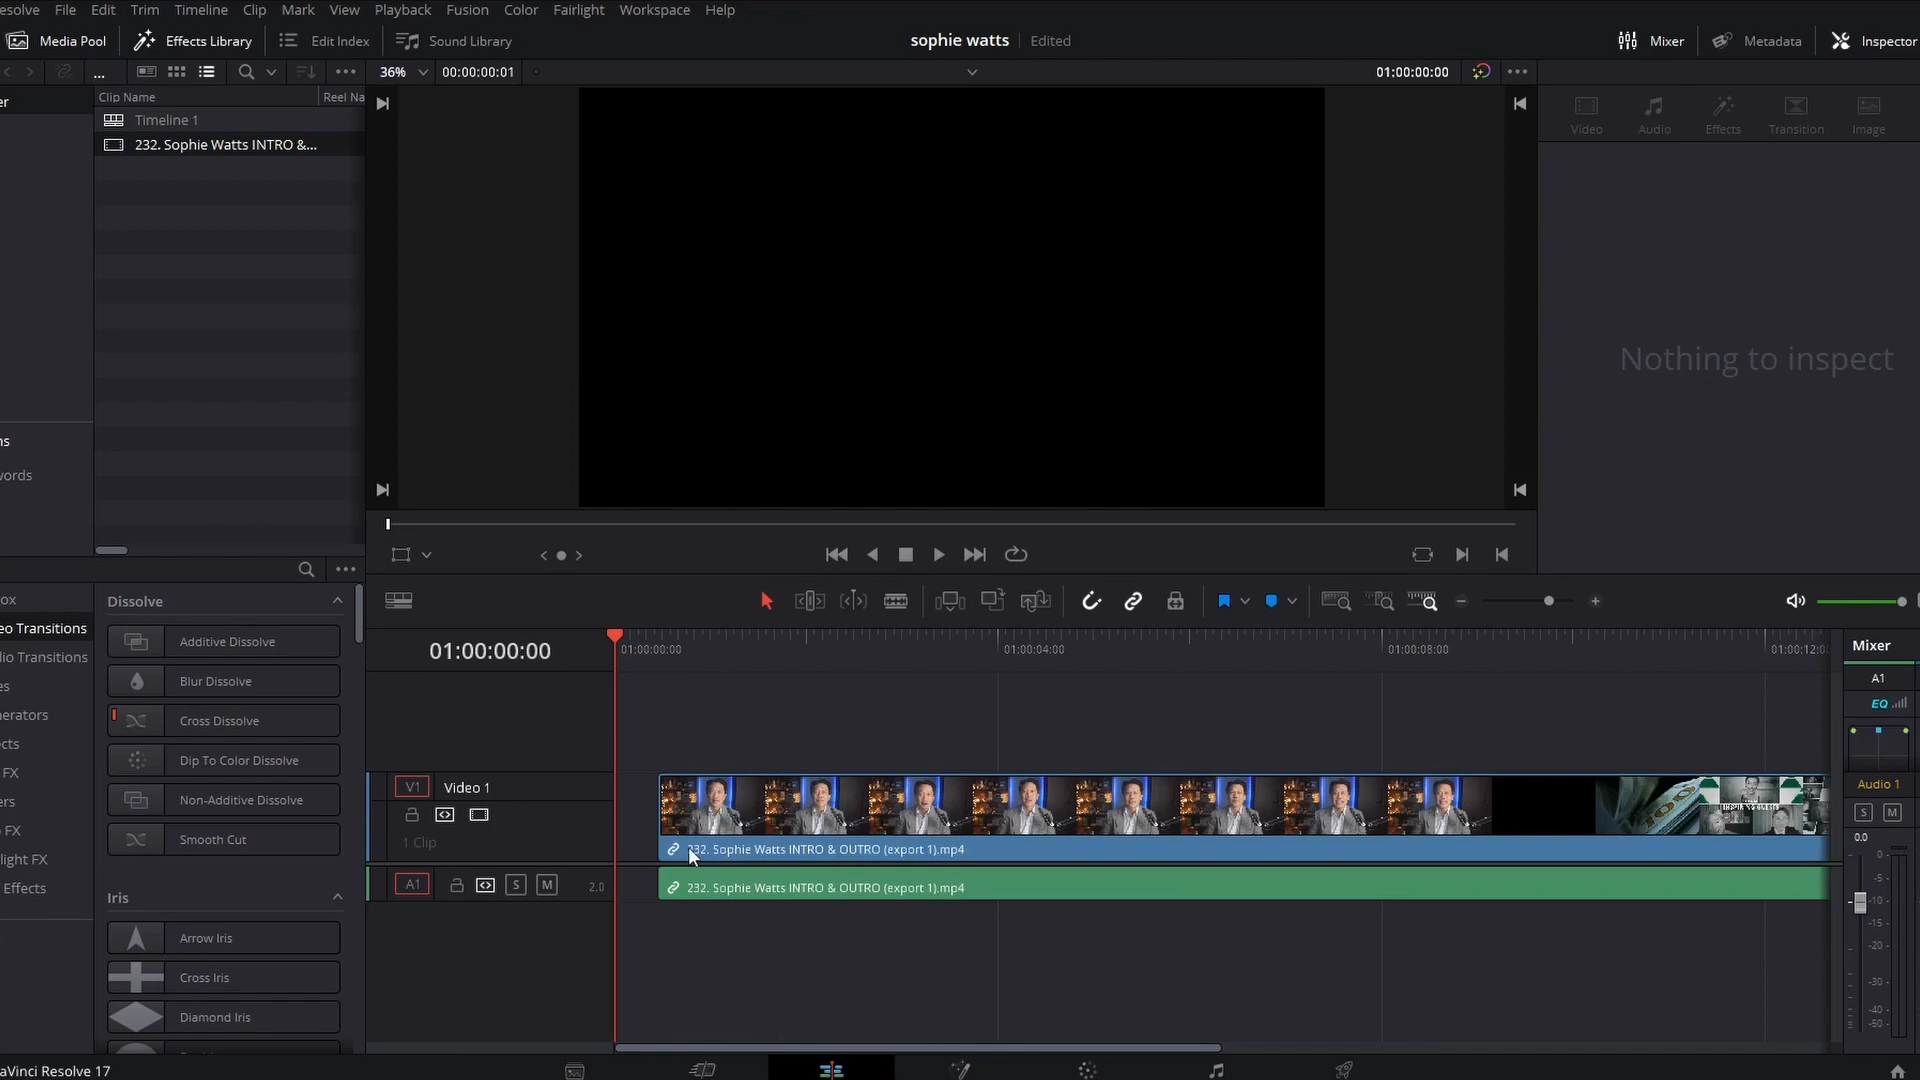 esolve File Edit Trim Timeline Clip Mark View Playback Fusion Color Fairlight Workspace Help
Media Pool Effects Library Edit Index Sound Library sophie watts Edited Mixer Metadata Inspector
... 36% 00:00:00:01 01:00:00:00
Clip Name Reel Na
er
Timeline 1
232. Sophie Watts INTRO &...
Video Audio Effects Transition Image
Nothing to inspect
ns
words
ox
eo Transitions
lio Transitions
es
nerators
ects
FX
ers
FX
light FX
Effects
Dissolve
Additive Dissolve
Blur Dissolve
Cross Dissolve
Dip To Color Dissolve
Non-Additive Dissolve
Smooth Cut
Iris
Arrow Iris
Cross Iris
Diamond Iris
01:00:00:00
01:00:00:00 01:00:04:00 01:00:08:00 01:00:12:00
V1 Video 1
1 Clip
232. Sophie Watts INTRO & OUTRO (export 1).mp4
A1 S M 2.0
232. Sophie Watts INTRO & OUTRO (export 1).mp4
Mixer
A1
EQ
Audio 1
S M
0.0
0
-5
-10
-15
-20
-30
-40
-50
aVinci Resolve 17